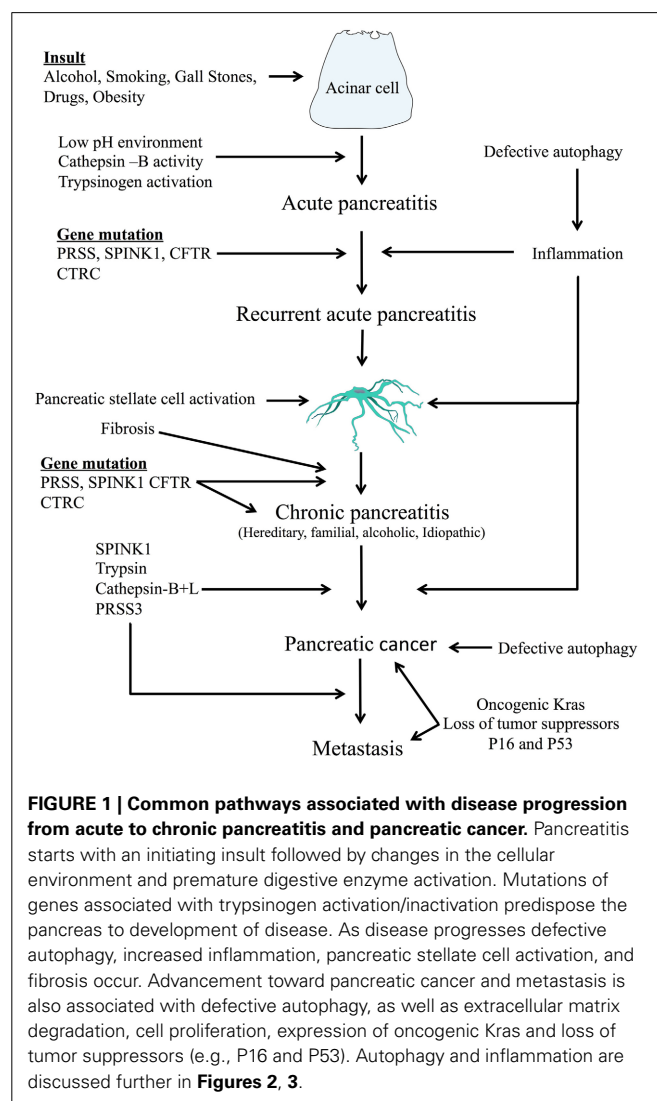 Insult
Alcohol, Smoking, Gall Stones,
Drugs, Obesity
Acinar cell
Low pH environment
Cathepsin –B activity
Trypsinogen activation
Defective autophagy
Acute pancreatitis
Gene mutation
PRSS, SPINK1, CFTR
CTRC
Inflammation
Recurrent acute pancreatitis
Pancreatic stellate cell activation
Fibrosis
Gene mutation
PRSS, SPINK1 CFTR
CTRC
Chronic pancreatitis
(Hereditary, familial, alcoholic, Idiopathic)
SPINK1
Trypsin
Cathepsin-B+L
PRSS3
Pancreatic cancer
Defective autophagy
Oncogenic Kras
Loss of tumor suppressors
P16 and P53
Metastasis
FIGURE 1 | Common pathways associated with disease progression
from acute to chronic pancreatitis and pancreatic cancer. Pancreatitis
starts with an initiating insult followed by changes in the cellular
environment and premature digestive enzyme activation. Mutations of
genes associated with trypsinogen activation/inactivation predispose the
pancreas to development of disease. As disease progresses defective
autophagy, increased inflammation, pancreatic stellate cell activation, and
fibrosis occur. Advancement toward pancreatic cancer and metastasis is
also associated with defective autophagy, as well as extracellular matrix
degradation, cell proliferation, expression of oncogenic Kras and loss of
tumor suppressors (e.g., P16 and P53). Autophagy and inflammation are
discussed further in Figures 2, 3.